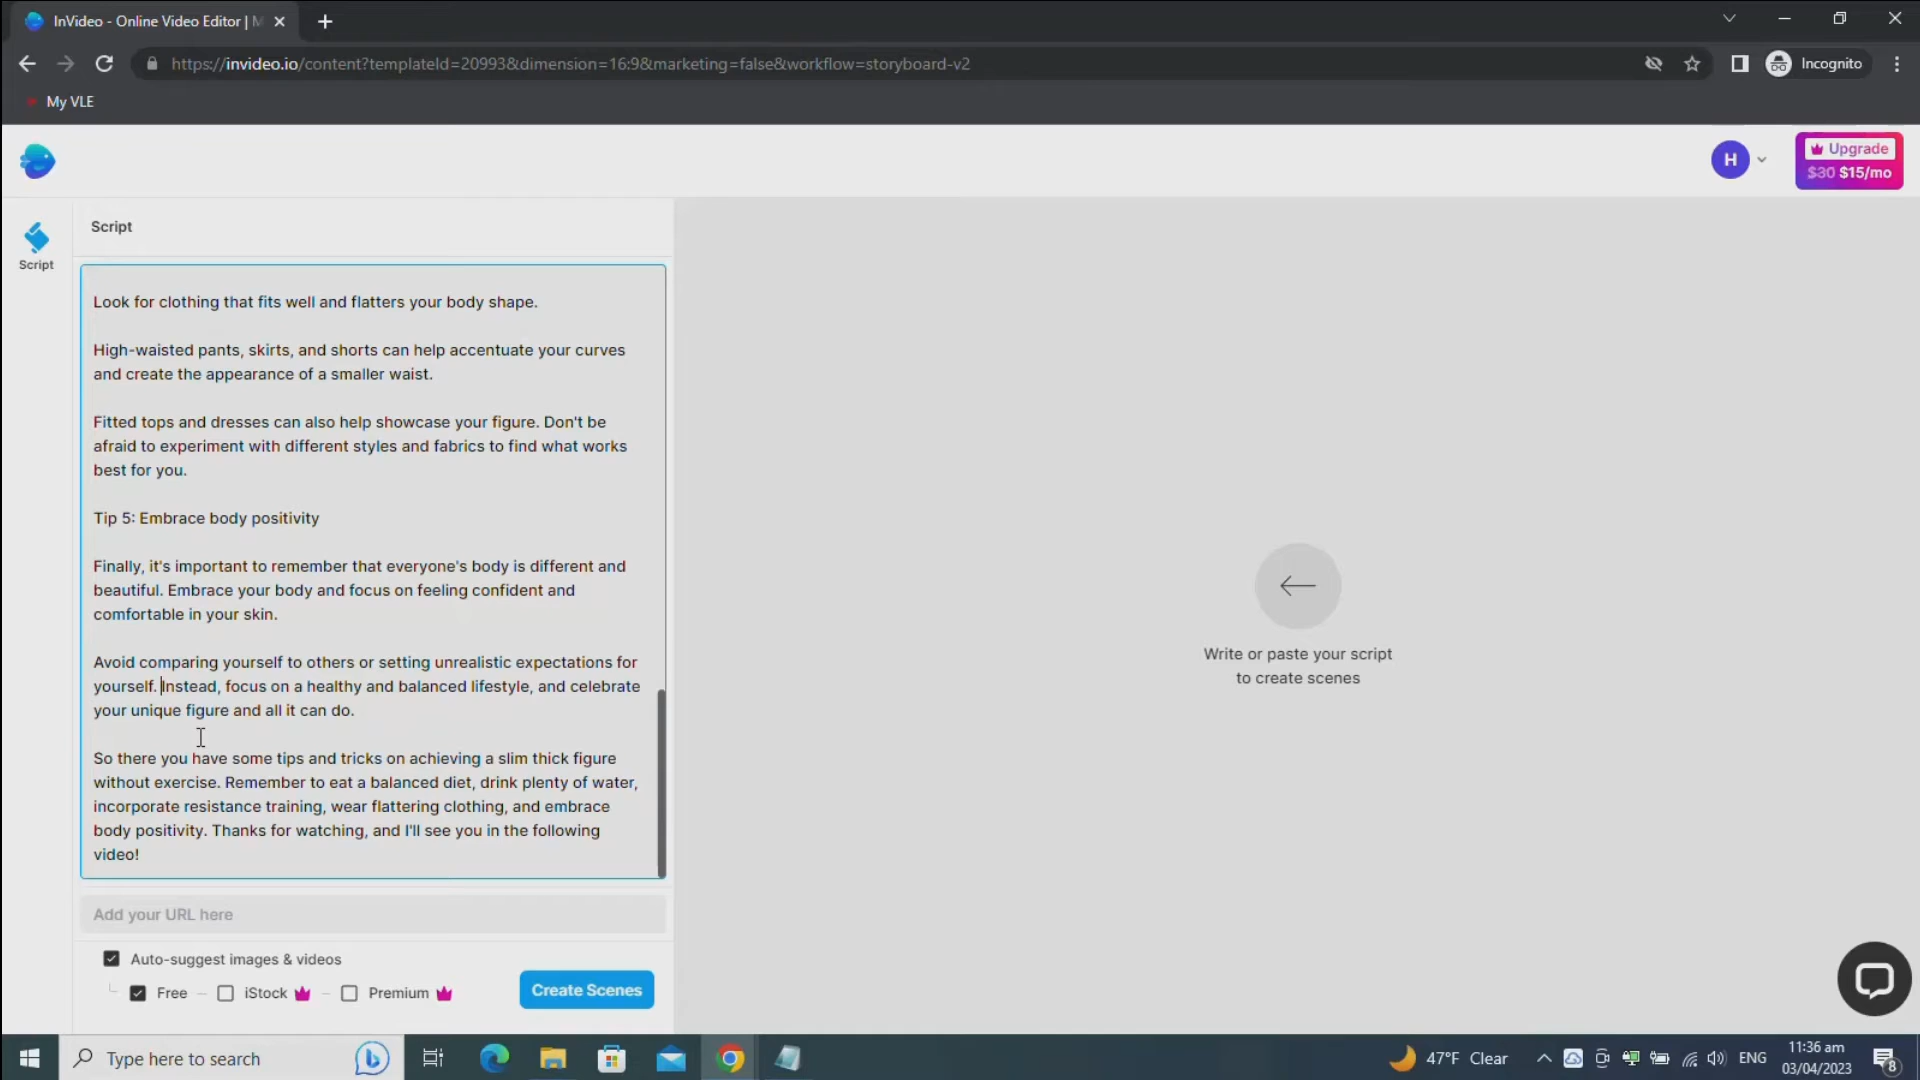 InVideo - Online Video Editor | M
https://invideo.io/content?templateId=20993&dimension=16:9&marketing=false&workflow=storyboard-v2
Incognito
My VLE
H
Upgrade
$30 $15/mo
Script
Script
Look for clothing that fits well and flatters your body shape.
High-waisted pants, skirts, and shorts can help accentuate your curves
and create the appearance of a smaller waist.
Fitted tops and dresses can also help showcase your figure. Don't be
afraid to experiment with different styles and fabrics to find what works
best for you.
Tip 5: Embrace body positivity
Finally, it's important to remember that everyone's body is different and
beautiful. Embrace your body and focus on feeling confident and
comfortable in your skin.
Avoid comparing yourself to others or setting unrealistic expectations for
yourself. Instead, focus on a healthy and balanced lifestyle, and celebrate
your unique figure and all it can do.
So there you have some tips and tricks on achieving a slim thick figure
without exercise. Remember to eat a balanced diet, drink plenty of water,
incorporate resistance training, wear flattering clothing, and embrace
body positivity. Thanks for watching, and I'll see you in the following
video!
Write or paste your script
to create scenes
Add your URL here
Auto-suggest images & videos
Free
iStock
Premium
Create Scenes
Type here to search
47°F Clear
ENG
11:36 am
03/04/2023
8